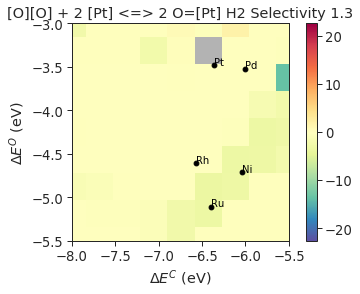 [O][O] + 2 [Pt] <=> 2 O=[Pt] H2 Selectivity 1.3
−3.0
−3.5
−4.0
−4.5
−5.0
−5.5
ΔE^O (eV)
Pt
Pd
Rh
Ni
Ru
−8.0 −7.5 −7.0 −6.5 −6.0 −5.5
ΔE^C (eV)
20
10
0
−10
−20